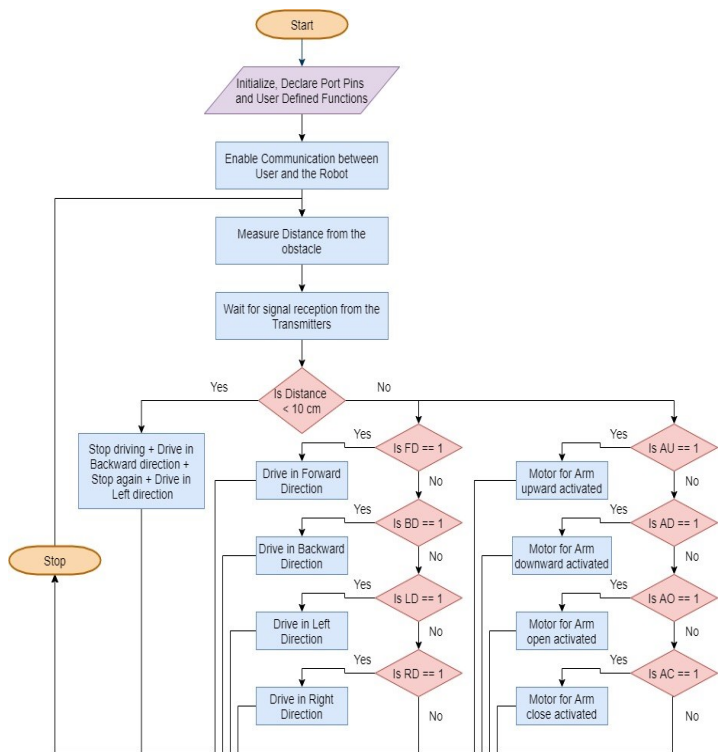 Start
Initialize, Declare Port Pins
and User Defined Functions
Enable Communication between
User and the Robot
Measure Distance from the
obstacle
Wait for signal reception from the
Transmitters
Is Distance
< 10 cm
Yes
No
Stop driving + Drive in
Backward direction +
Stop again + Drive in
Left direction
Stop
Is FD == 1
Yes
No
Drive in Forward
Direction
Is BD == 1
Yes
No
Drive in Backward
Direction
Is LD == 1
Yes
No
Drive in Left
Direction
Is RD == 1
Yes
No
Drive in Right
Direction
Is AU == 1
Yes
No
Motor for Arm
upward activated
Is AD == 1
Yes
No
Motor for Arm
downward activated
Is AO == 1
Yes
No
Motor for Arm
open activated
Is AC == 1
Yes
No
Motor for Arm
close activated